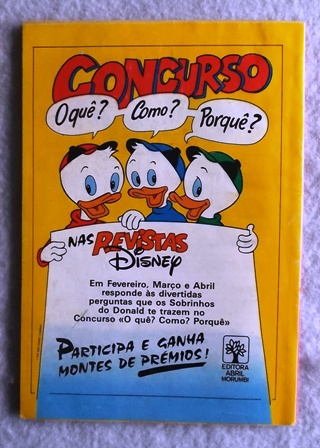 CONCURSO
O quê? Como? Porquê?
NAS REVISTAS
Disney
Em Fevereiro, Março e Abril
responde às divertidas
perguntas que os Sobrinhos
do Donald te trazem no
Concurso «O quê? Como? Porquê»
PARTICIPA E GANHA
MONTES DE PRÉMIOS!
EDITORA
ABRIL
MORUMBI